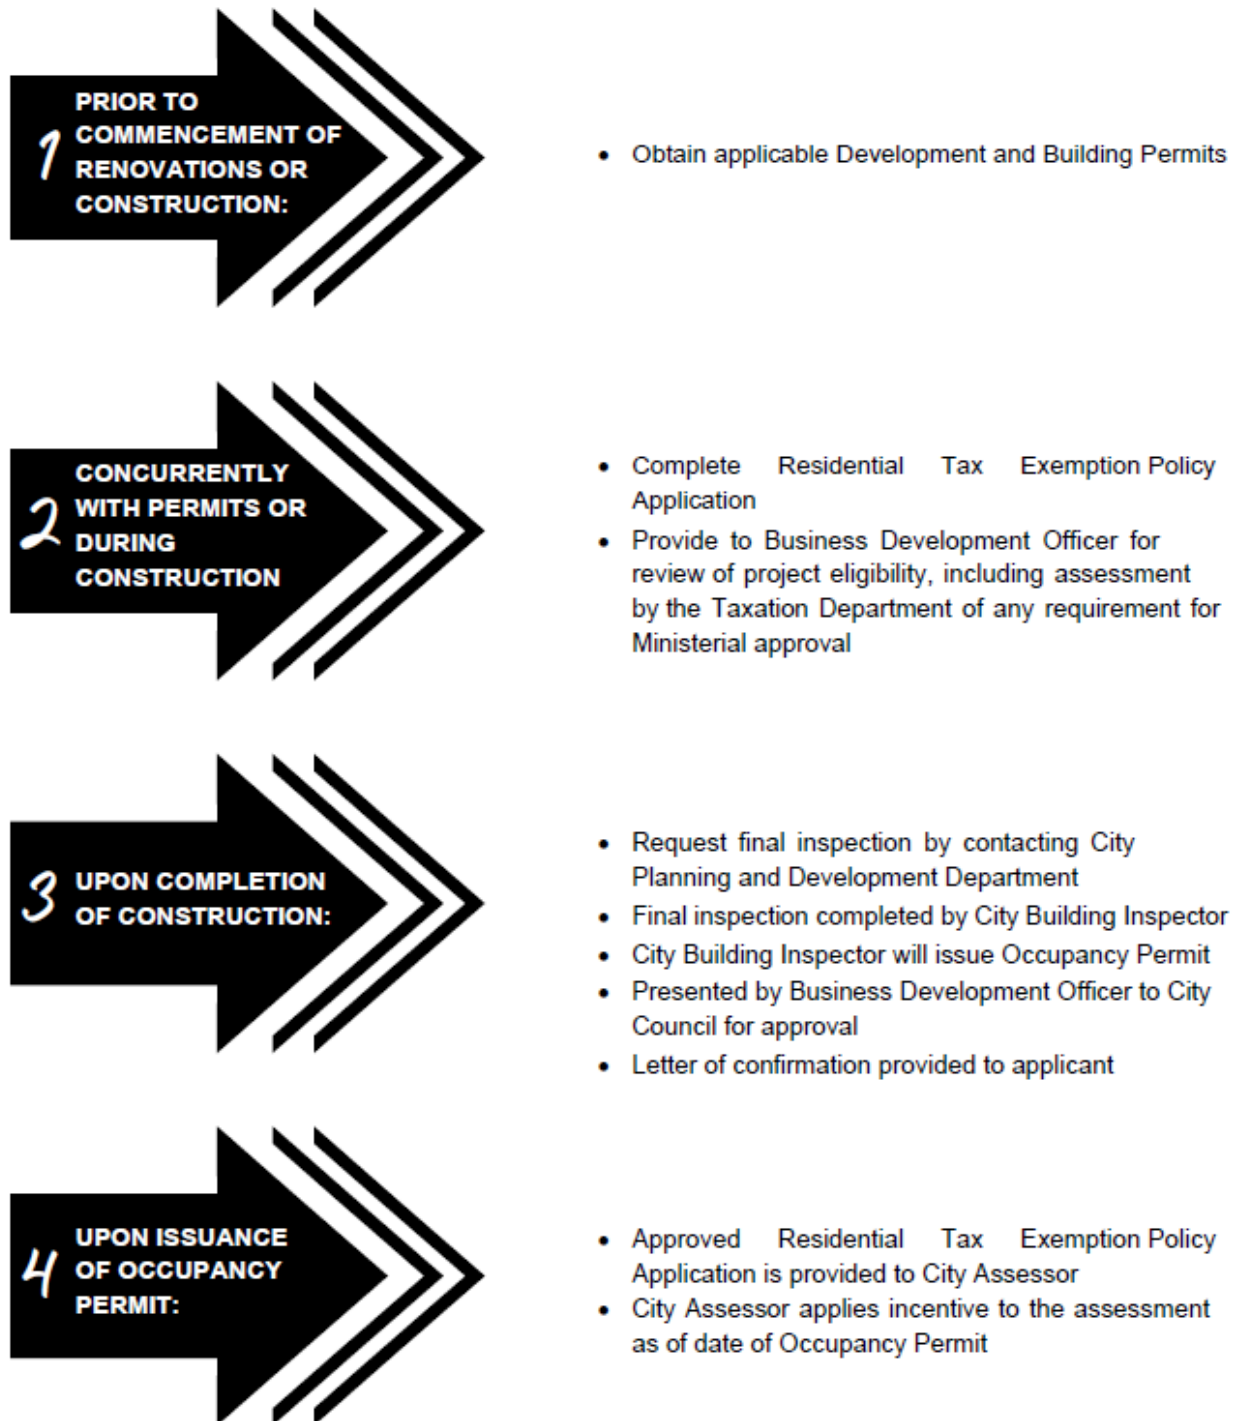 1
PRIOR TO
COMMENCEMENT OF
RENOVATIONS OR
CONSTRUCTION:
• Obtain applicable Development and Building Permits
2
CONCURRENTLY
WITH PERMITS OR
DURING
CONSTRUCTION
• Complete Residential Tax Exemption Policy
Application
• Provide to Business Development Officer for
review of project eligibility, including assessment
by the Taxation Department of any requirement for
Ministerial approval
3
UPON COMPLETION
OF CONSTRUCTION:
• Request final inspection by contacting City
Planning and Development Department
• Final inspection completed by City Building Inspector
• City Building Inspector will issue Occupancy Permit
• Presented by Business Development Officer to City
Council for approval
• Letter of confirmation provided to applicant
4
UPON ISSUANCE
OF OCCUPANCY
PERMIT:
• Approved Residential Tax Exemption Policy
Application is provided to City Assessor
• City Assessor applies incentive to the assessment
as of date of Occupancy Permit